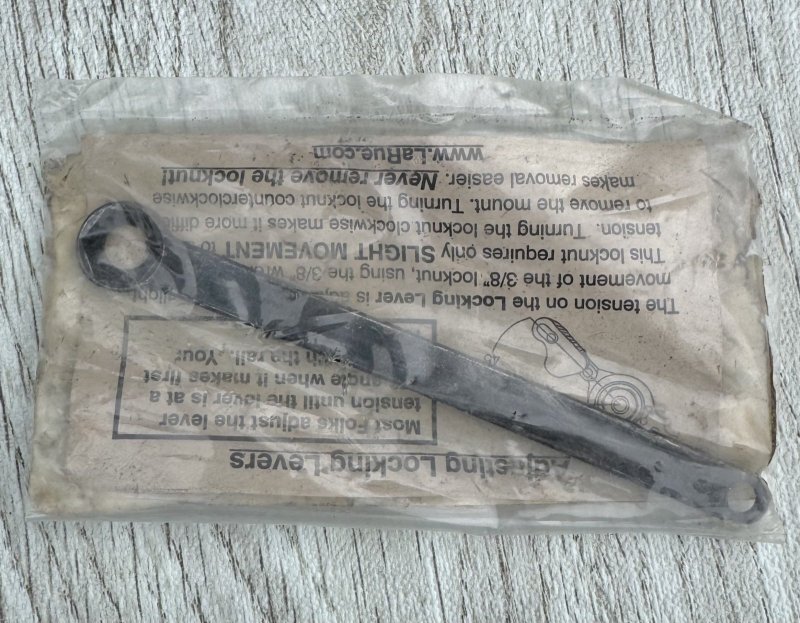 Adjusting Locking Levers
Most Folks adjust the lever
tension until the lever is at a
angle when it makes first
with the rail. Your
45
The tension on the Locking Lever is
movement of the 3/8" locknut, using the 3/8"
This locknut requires only SLIGHT MOVEMENT to
tension. Turning the locknut clockwise makes it more
to remove the mount. Turning the locknut counterclockwise
makes removal easier. Never remove the locknut!
www.LaRue.com